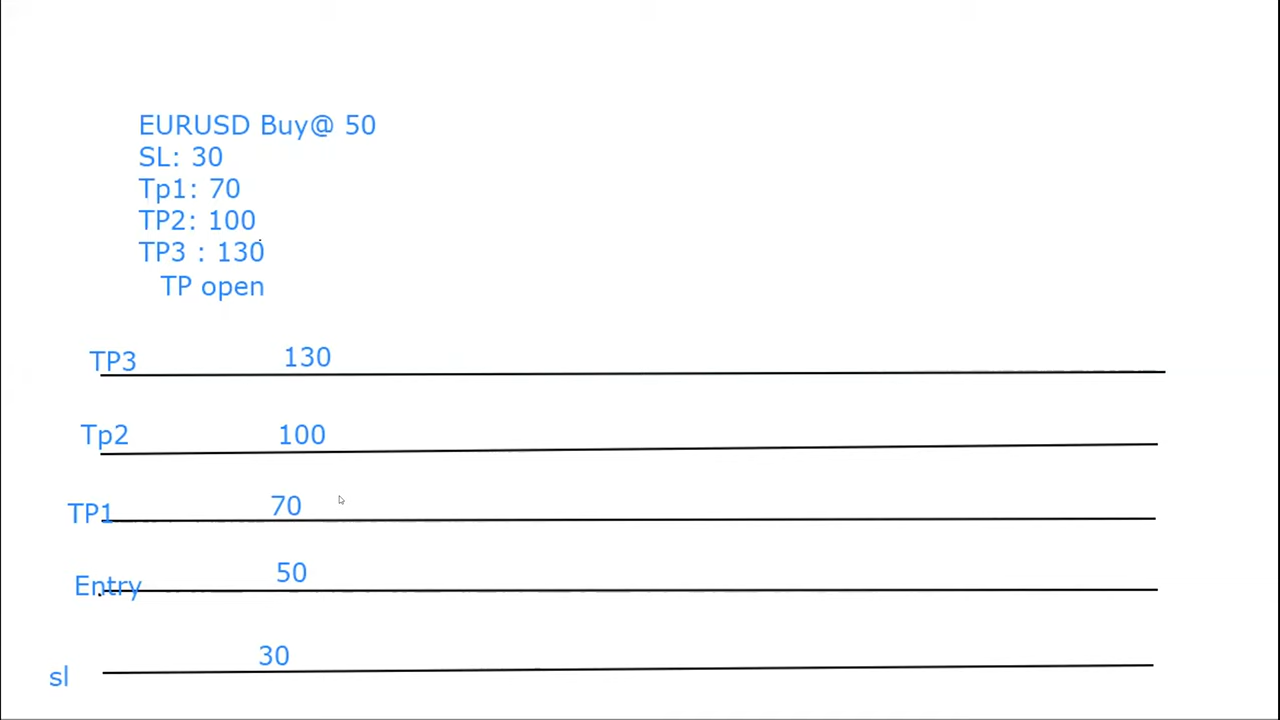 EURUSD Buy@ 50
SL: 30
Tp1: 70
TP2: 100
TP3 : 130
TP open
TP3 130
Tp2 100
TP1 70
Entry 50
sl 30